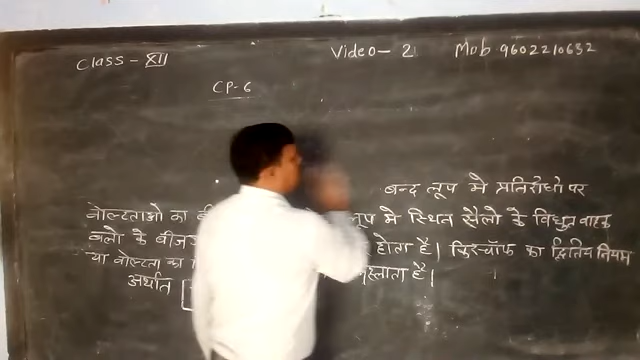 Class - XII
Video - 2
Mob 9602210632
CP-6
बन्द लूप मे प्रतिरोधो पर
वोल्टताओ का लूप मे स्थित सैलो के विधुत वाहक
बलो के बीजग होता है| किरचॉफ का द्वितिय नियम
या वोल्टता का कहलाता है|
अर्थात [